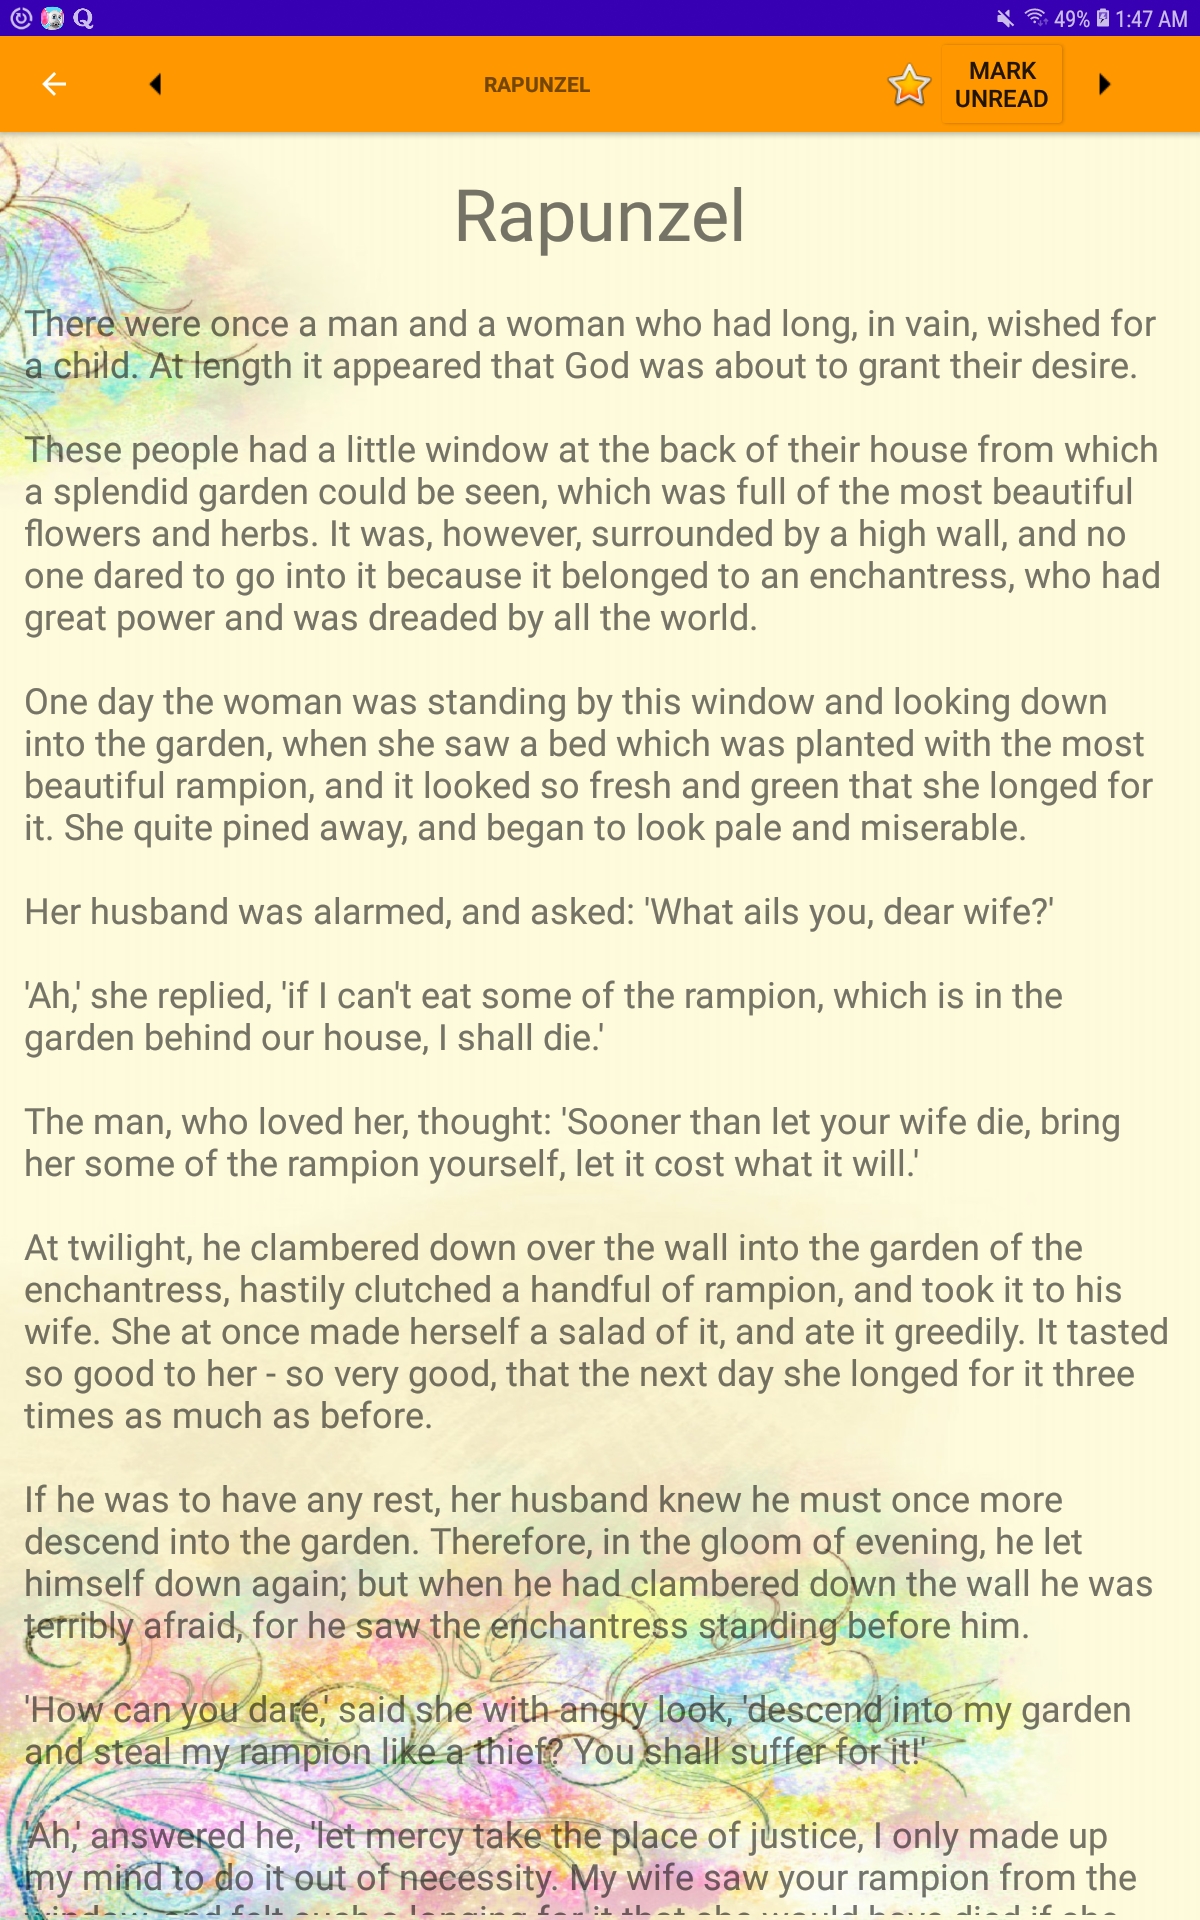 49% 1:47 AM
RAPUNZEL
MARK
UNREAD
Rapunzel
There were once a man and a woman who had long, in vain, wished for
a child. At length it appeared that God was about to grant their desire.
These people had a little window at the back of their house from which
a splendid garden could be seen, which was full of the most beautiful
flowers and herbs. It was, however, surrounded by a high wall, and no
one dared to go into it because it belonged to an enchantress, who had
great power and was dreaded by all the world.
One day the woman was standing by this window and looking down
into the garden, when she saw a bed which was planted with the most
beautiful rampion, and it looked so fresh and green that she longed for
it. She quite pined away, and began to look pale and miserable.
Her husband was alarmed, and asked: 'What ails you, dear wife?'
'Ah,' she replied, 'if I can't eat some of the rampion, which is in the
garden behind our house, I shall die.'
The man, who loved her, thought: 'Sooner than let your wife die, bring
her some of the rampion yourself, let it cost what it will.'
At twilight, he clambered down over the wall into the garden of the
enchantress, hastily clutched a handful of rampion, and took it to his
wife. She at once made herself a salad of it, and ate it greedily. It tasted
so good to her - so very good, that the next day she longed for it three
times as much as before.
If he was to have any rest, her husband knew he must once more
descend into the garden. Therefore, in the gloom of evening, he let
himself down again; but when he had clambered down the wall he was
terribly afraid, for he saw the enchantress standing before him.
'How can you dare,' said she with angry look, 'descend into my garden
and steal my rampion like a thief? You shall suffer for it!'
'Ah,' answered he, 'let mercy take the place of justice, I only made up
my mind to do it out of necessity. My wife saw your rampion from the
window, and felt such a longing for it that she would have died if she